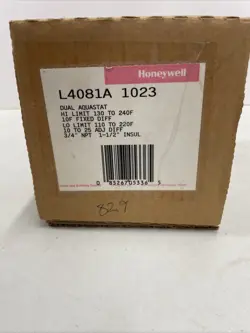 Honeywell
L4081A 1023
DUAL AQUASTAT
HI LIMIT 130 TO 240F
10F FIXED DIFF
LO LIMIT 110 TO 220F
10 TO 25 ADJ DIFF
3/4" NPT 1-1/2" INSUL
829